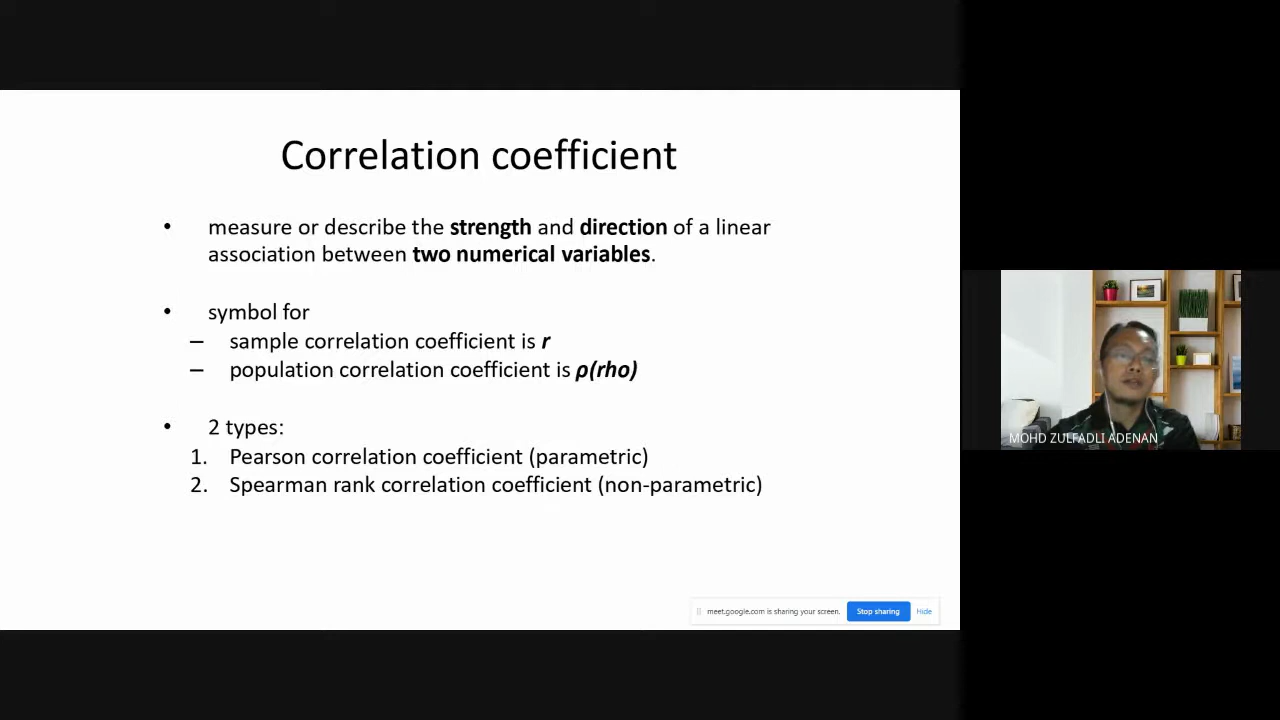 Correlation coefficient
• measure or describe the strength and direction of a linear
association between two numerical variables.
• symbol for
– sample correlation coefficient is r
– population correlation coefficient is ρ(rho)
• 2 types:
1. Pearson correlation coefficient (parametric)
2. Spearman rank correlation coefficient (non-parametric)
meet.google.com is sharing your screen. Stop sharing Hide
MOHD ZULFADLI ADENAN